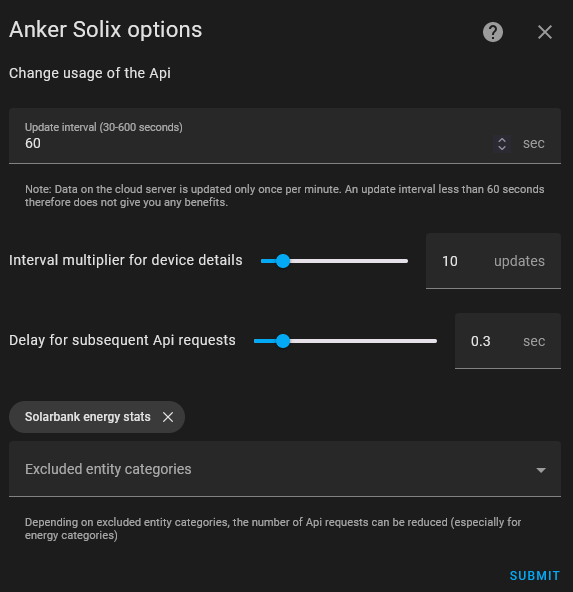 Anker Solix options
Change usage of the Api
Update interval (30-600 seconds)
60
sec
Note: Data on the cloud server is updated only once per minute. An update interval less than 60 seconds
therefore does not give you any benefits.
Interval multiplier for device details
10
updates
Delay for subsequent Api requests
0.3
sec
Solarbank energy stats
Excluded entity categories
Depending on excluded entity categories, the number of Api requests can be reduced (especially for
energy categories)
SUBMIT